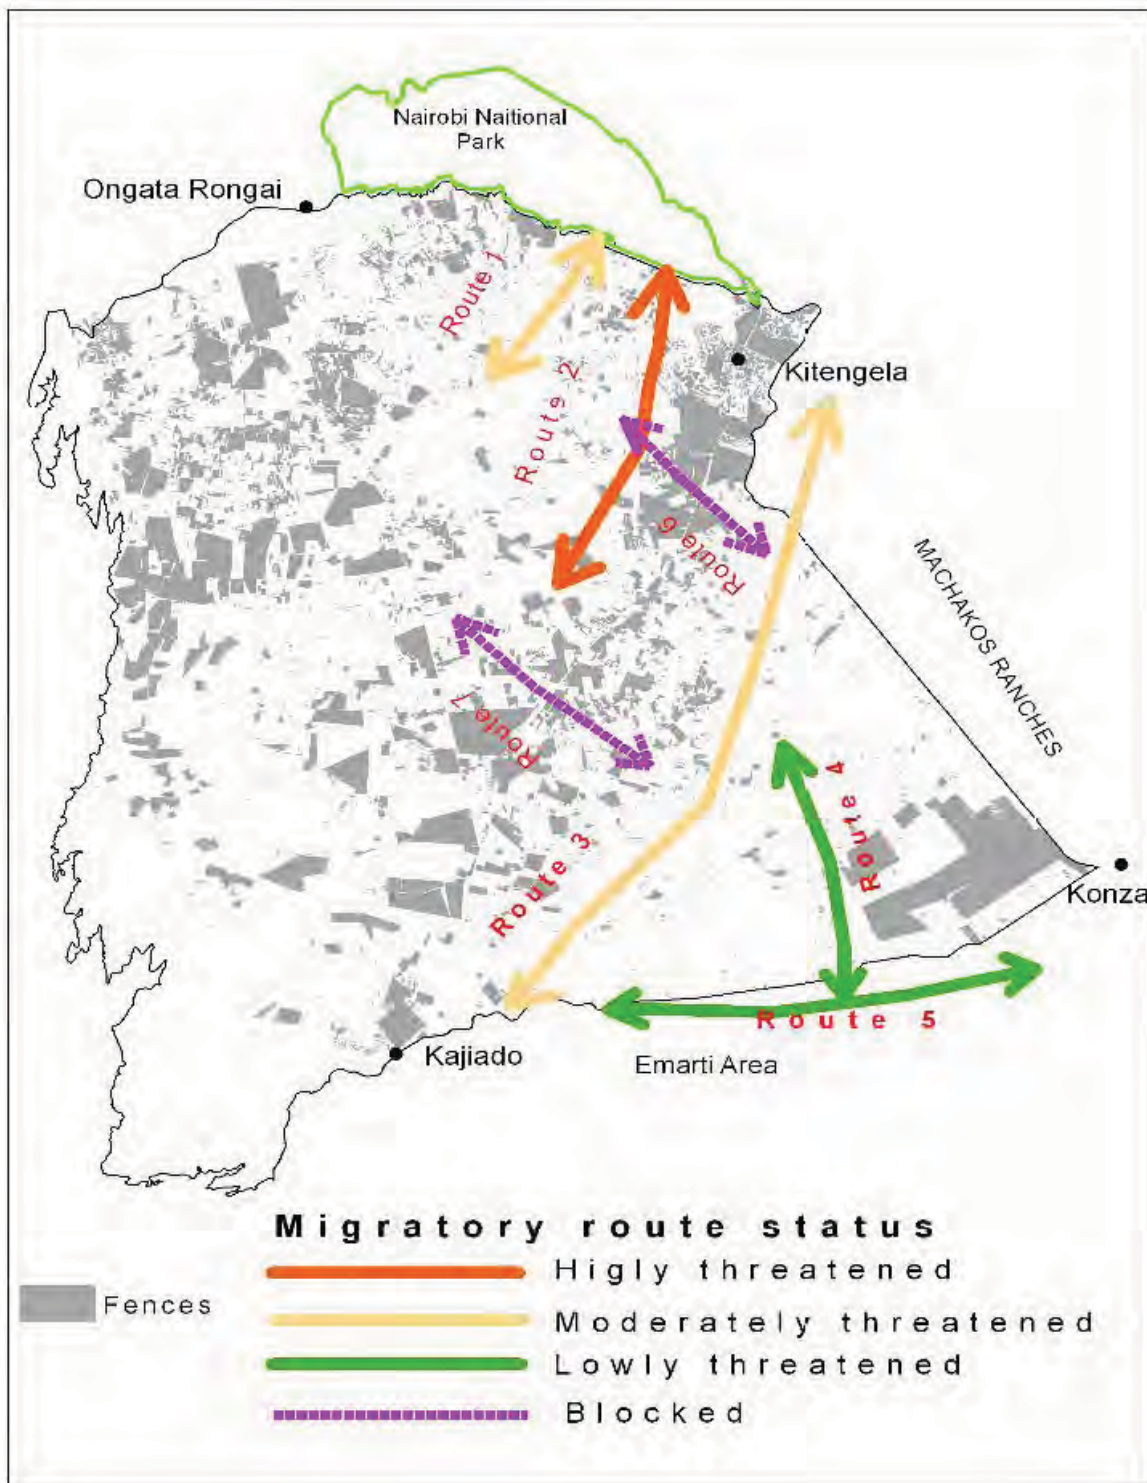 Nairobi Naitional
Park
Ongata Rongai
Route 1
Route 2
Kitengela
Route 6
MACHAKOS RANCHES
Route 7
Route 4
Route 3
Konza
Route 5
Kajiado
Emarti Area
Migratory route status
Higly threatened
Fences
Moderately threatened
Lowly threatened
Blocked